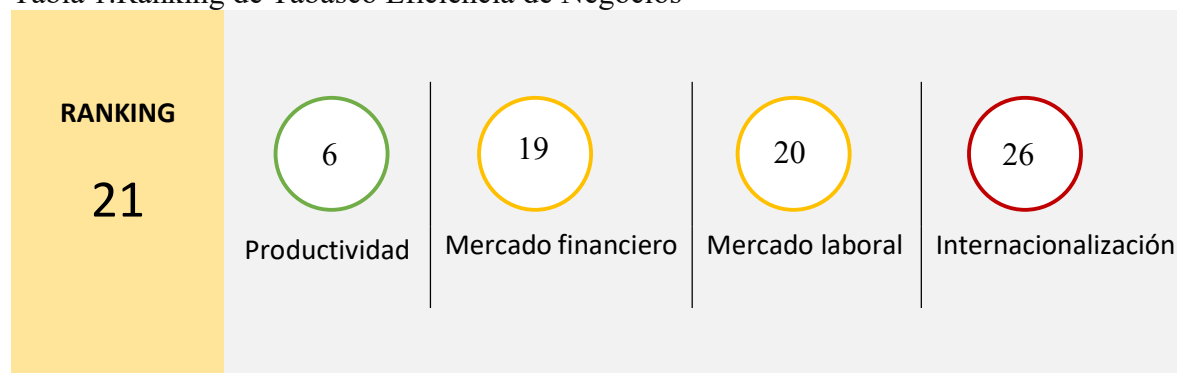 Tabla 1.Ranking de Tabasco Eficiencia de Negocios
RANKING
21
6
19
20
26
Productividad
Mercado financiero
Mercado laboral
Internacionalización